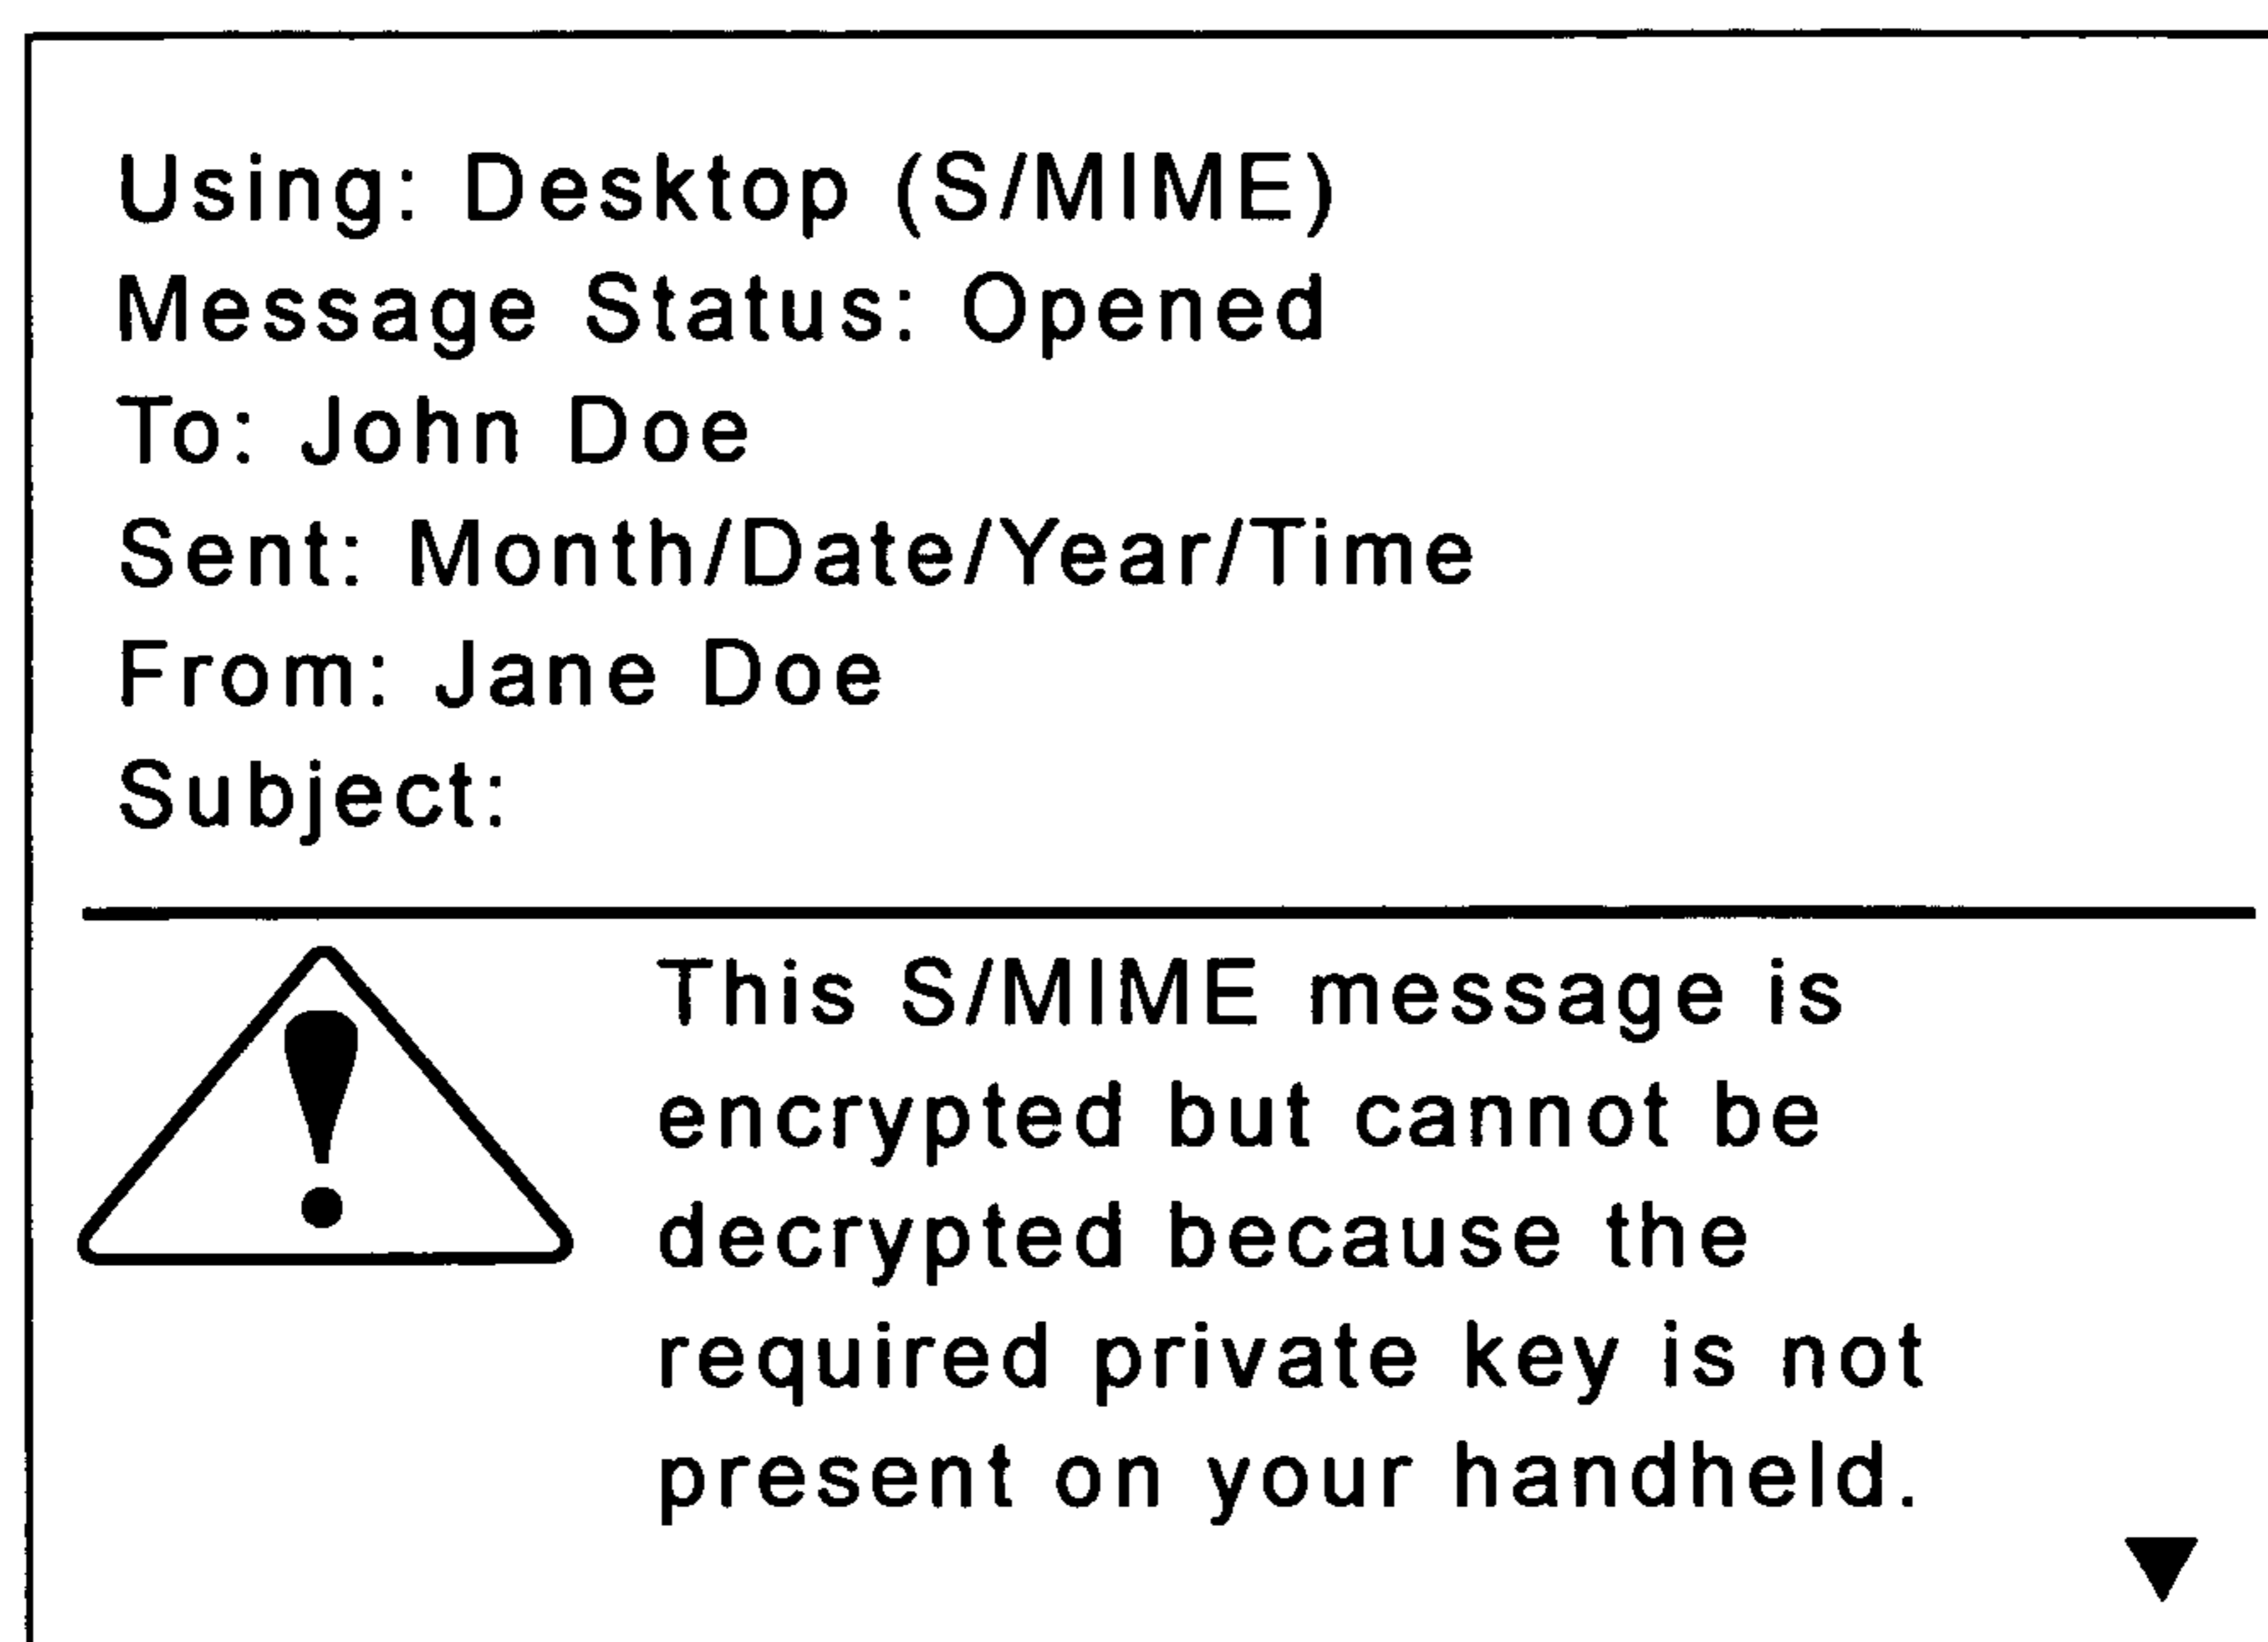 Using: Desktop (S/MIME)
Message Status: Opened
To: John Doe
Sent: Month/Date/Year/Time
From: Jane Doe
Subject:
This S/MIME message is
encrypted but cannot be
decrypted because the
required private key is not
present on your handheld.